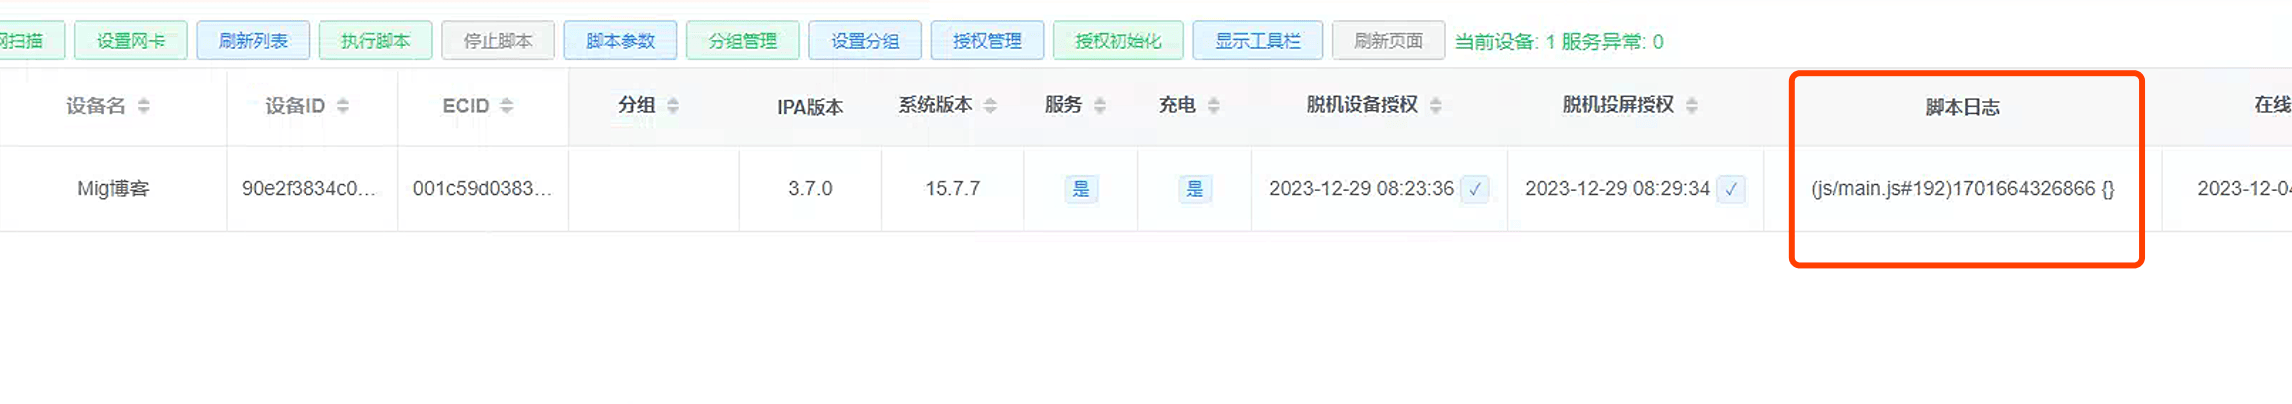 网扫描 设置网卡 刷新列表 执行脚本 停止脚本 脚本参数 分组管理 设置分组 授权管理 授权初始化 显示工具栏 刷新页面 当前设备: 1 服务异常: 0
设备名 设备ID ECID 分组 IPA版本 系统版本 服务 充电 脱机设备授权 脱机投屏授权 脚本日志 在线
Mig博客 90e2f3834c0... 001c59d0383... 3.7.0 15.7.7 是 是 2023-12-29 08:23:36 ✓ 2023-12-29 08:29:34 ✓ (js/main.js#192)1701664326866 {} 2023-12-04